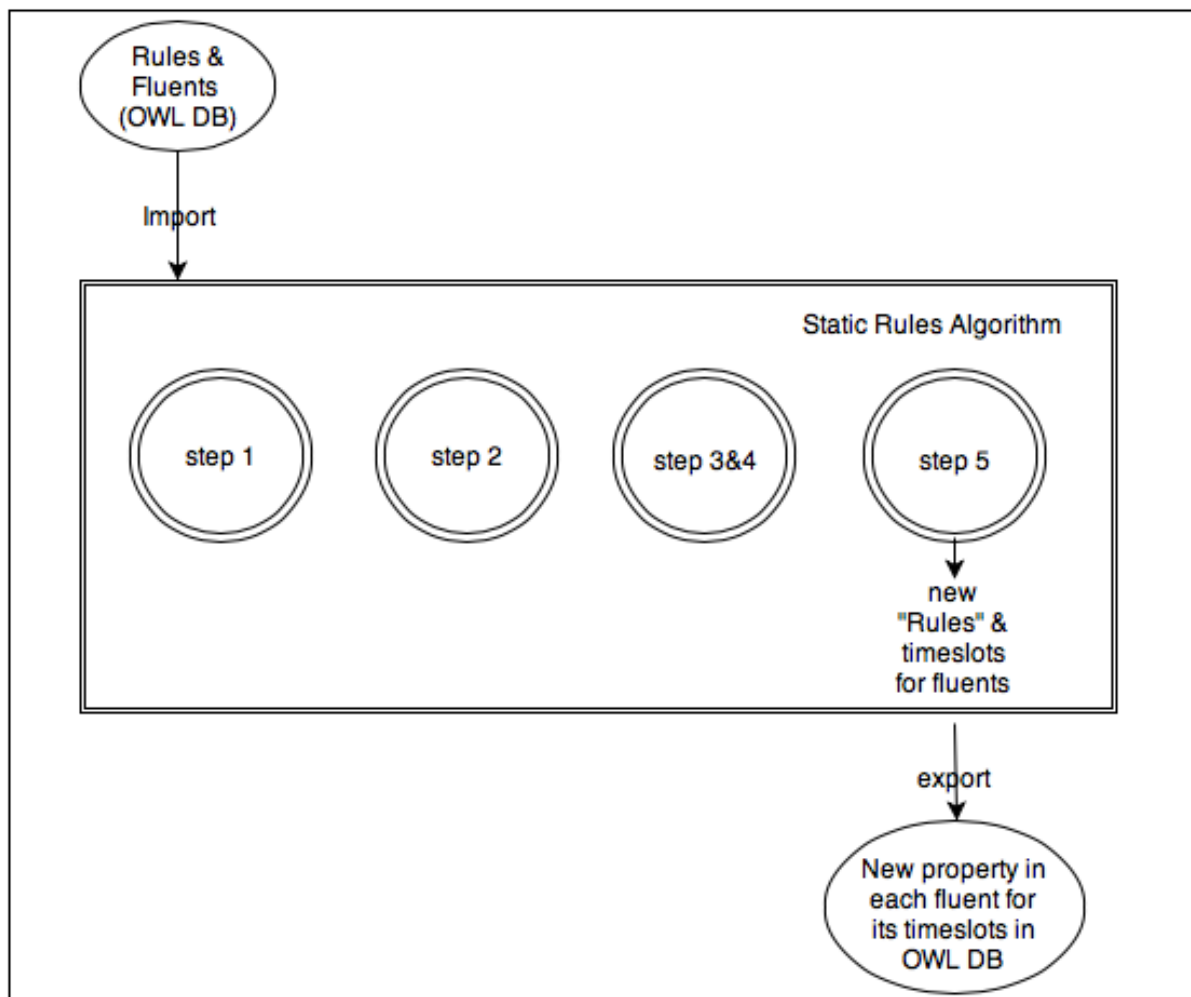 Rules &
Fluents
(OWL DB)
Import
Static Rules Algorithm
step 1
step 2
step 3&4
step 5
new
"Rules" &
timeslots
for fluents
export
New property in
each fluent for
its timeslots in
OWL DB